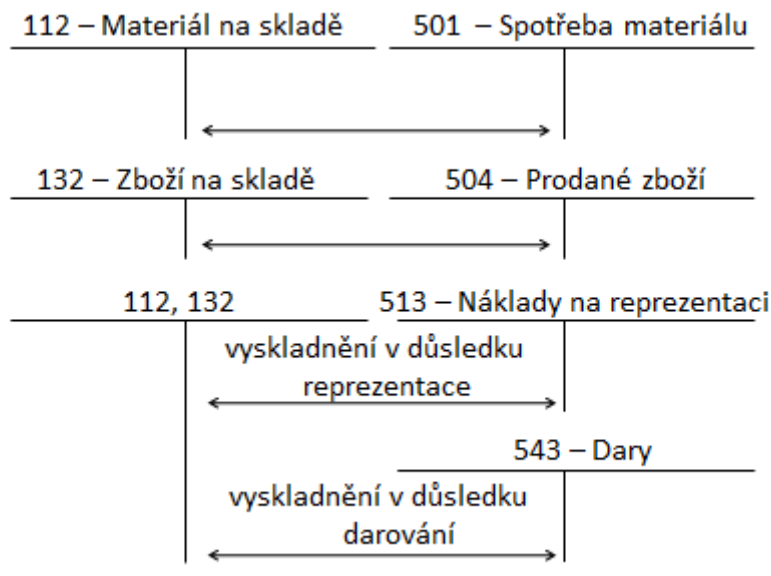 112 – Materiál na skladě
501 – Spotřeba materiálu
132 – Zboží na skladě
504 – Prodané zboží
112, 132
513 – Náklady na reprezentaci
vyskladnění v důsledku
reprezentace
543 – Dary
vyskladnění v důsledku
darování